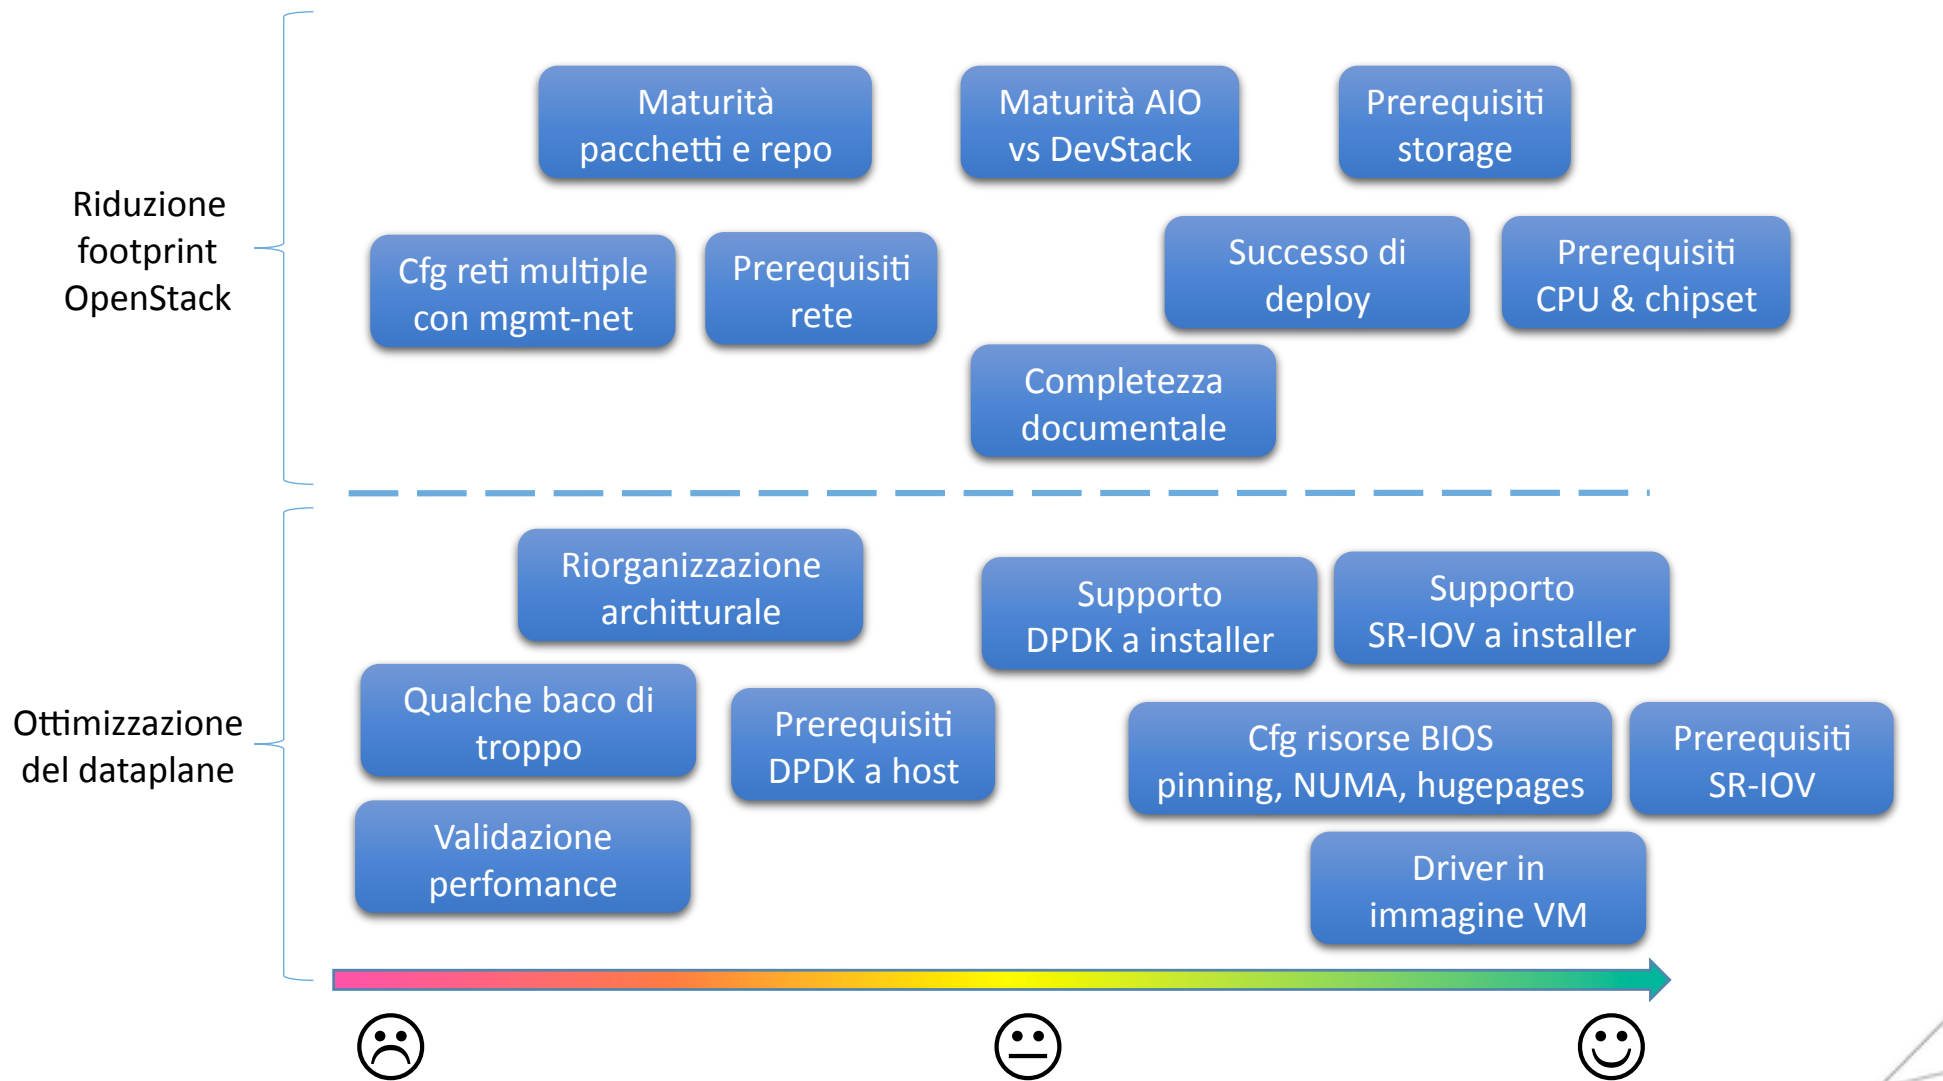 Riduzione
footprint
OpenStack
Maturità
pacchetti e repo
Maturità AIO
vs DevStack
Prerequisiti
storage
Cfg reti multiple
con mgmt-net
Prerequisiti
rete
Successo di
deploy
Prerequisiti
CPU & chipset
Completezza
documentale
Ottimizzazione
del dataplane
Riorganizzazione
architturale
Supporto
DPDK a installer
Supporto
SR-IOV a installer
Qualche baco di
troppo
Prerequisiti
DPDK a host
Cfg risorse BIOS
pinning, NUMA, hugepages
Prerequisiti
SR-IOV
Validazione
perfomance
Driver in
immagine VM